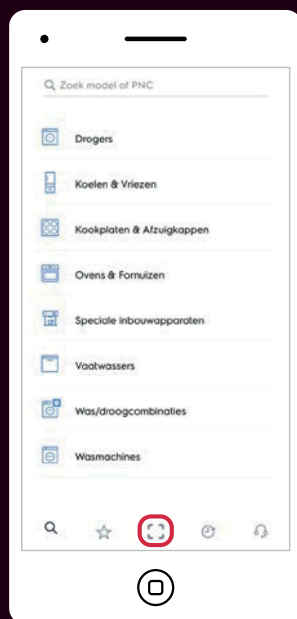 Zoek model of PNC
Drogers
Koelen & Vriezen
Kookplaten & Afzuigkappen
Ovens & Fornuizen
Speciale inbouwapparaten
Vaatwassers
Was/droogcombinaties
Wasmachines